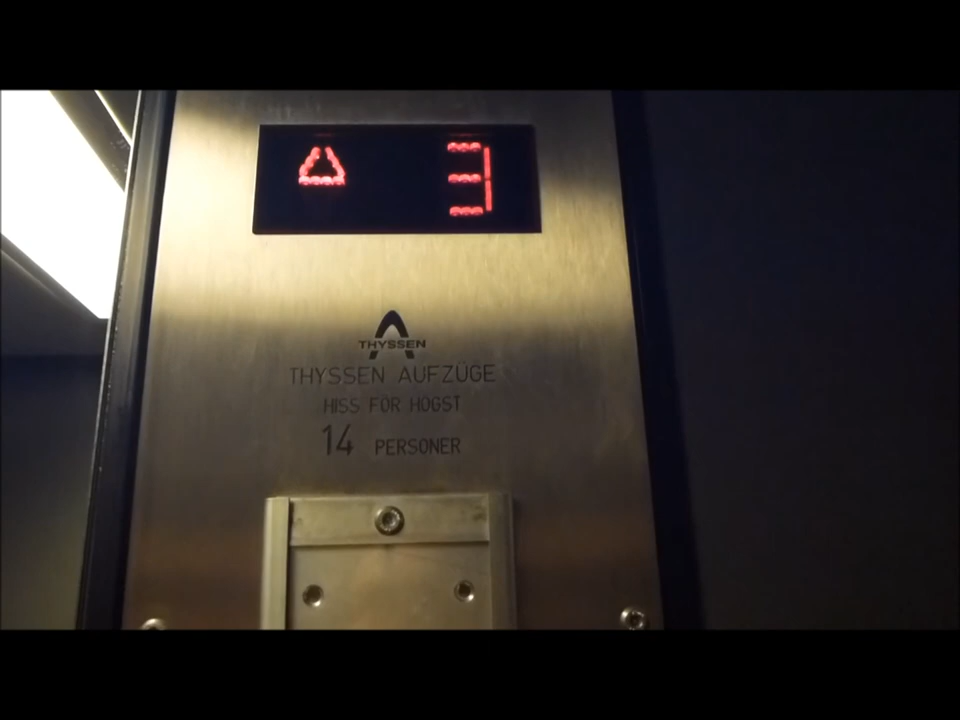 3
THYSSEN
THYSSEN AUFZÜGE
HISS FÖR HÖGST
14 PERSONER